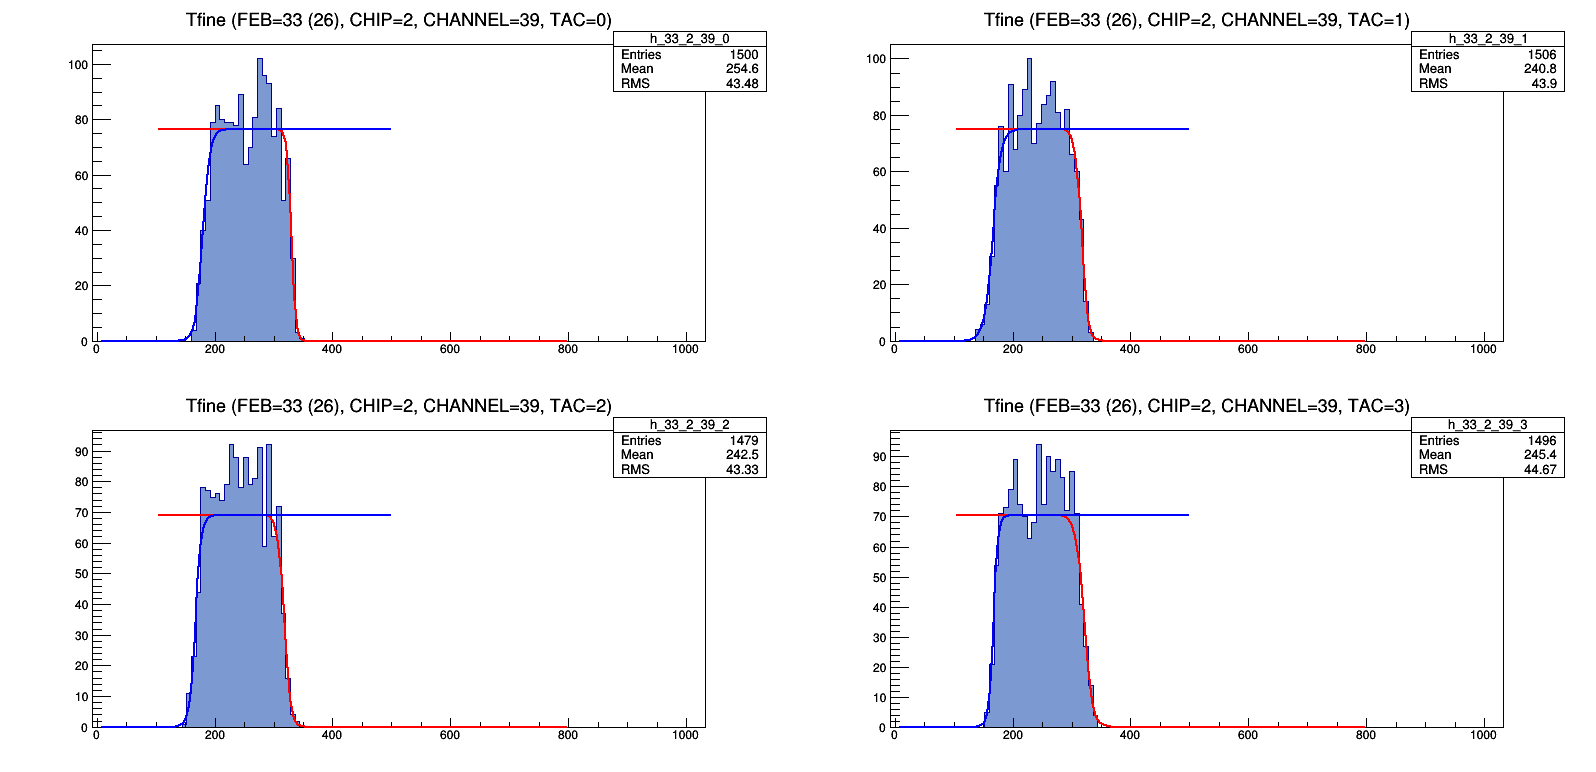 Tfine (FEB=33 (26), CHIP=2, CHANNEL=39, TAC=0)
h_33_2_39_0
Entries 1500
Mean 254.6
RMS 43.48
100
80
60
40
20
0
0 200 400 600 800 1000
Tfine (FEB=33 (26), CHIP=2, CHANNEL=39, TAC=1)
h_33_2_39_1
Entries 1506
Mean 240.8
RMS 43.9
100
80
60
40
20
0
0 200 400 600 800 1000
Tfine (FEB=33 (26), CHIP=2, CHANNEL=39, TAC=2)
h_33_2_39_2
Entries 1479
Mean 242.5
RMS 43.33
90
80
70
60
50
40
30
20
10
0
0 200 400 600 800 1000
Tfine (FEB=33 (26), CHIP=2, CHANNEL=39, TAC=3)
h_33_2_39_3
Entries 1496
Mean 245.4
RMS 44.67
90
80
70
60
50
40
30
20
10
0
0 200 400 600 800 1000